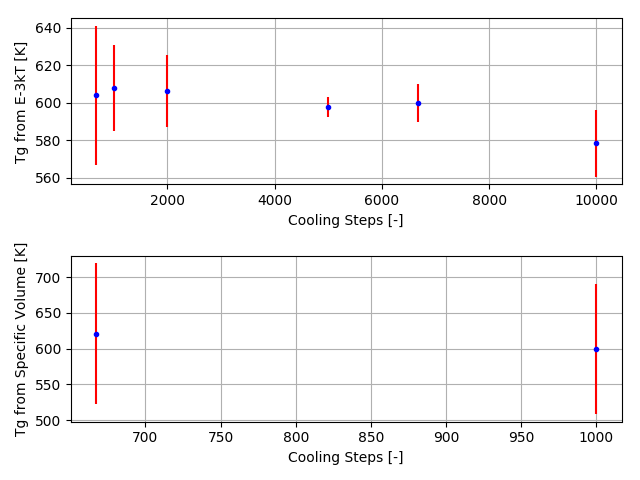 640
620
600
580
560
Tg from E-3kT [K]
2000 4000 6000 8000 10000
Cooling Steps [-]
700
650
600
550
500
Tg from Specific Volume [K]
700 750 800 850 900 950 1000
Cooling Steps [-]